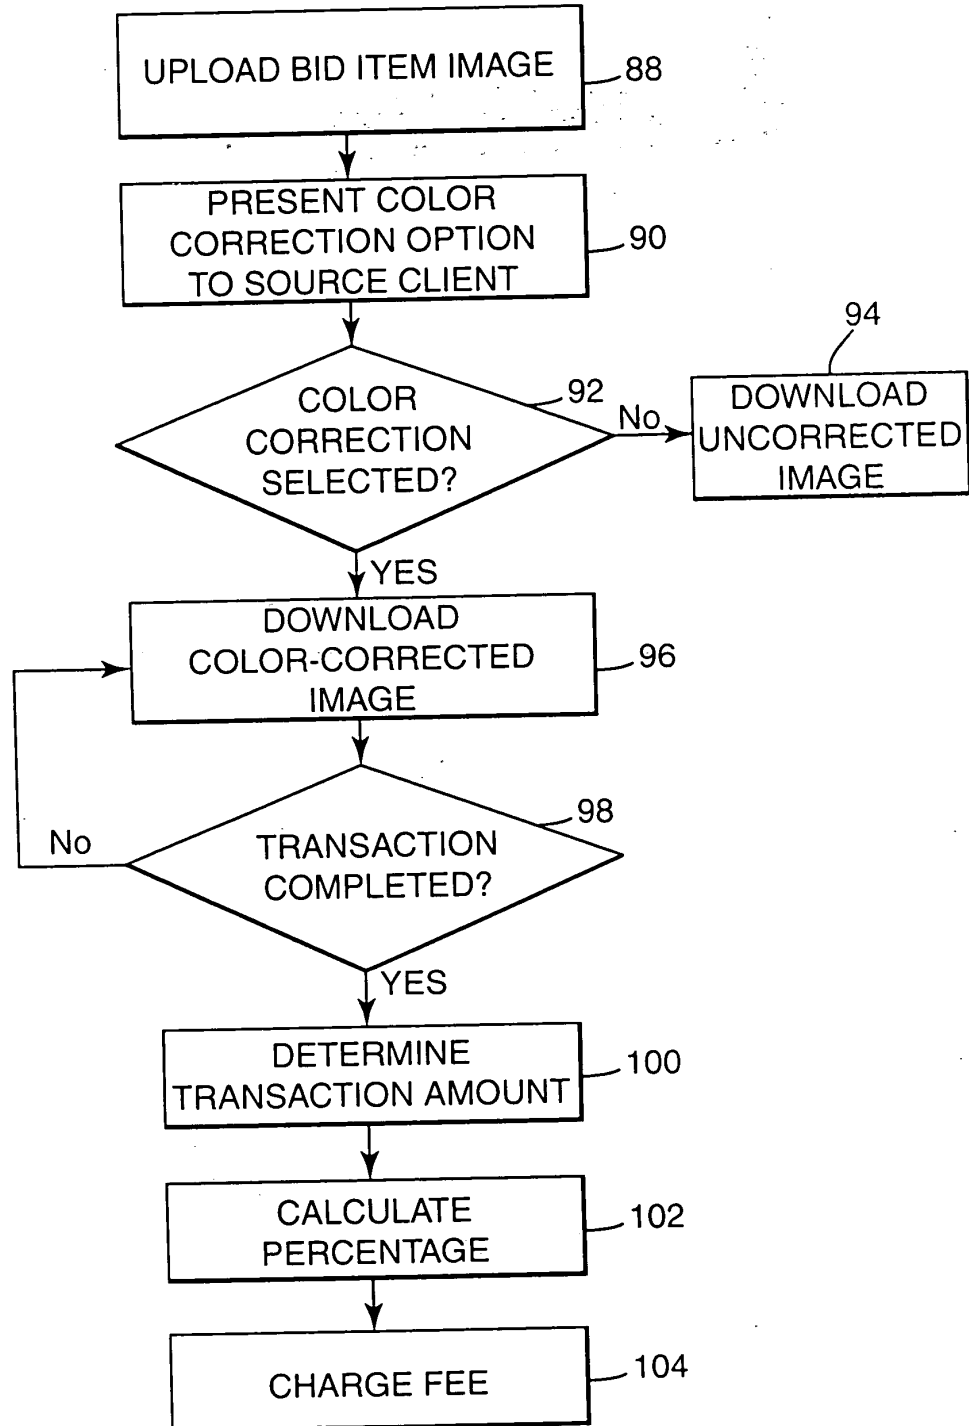 UPLOAD BID ITEM IMAGE
88
PRESENT COLOR
CORRECTION OPTION
TO SOURCE CLIENT
90
94
COLOR
CORRECTION
SELECTED?
92
No
DOWNLOAD
UNCORRECTED
IMAGE
YES
DOWNLOAD
COLOR-CORRECTED
IMAGE
96
TRANSACTION
COMPLETED?
98
No
YES
DETERMINE
TRANSACTION AMOUNT
100
CALCULATE
PERCENTAGE
102
CHARGE FEE
104